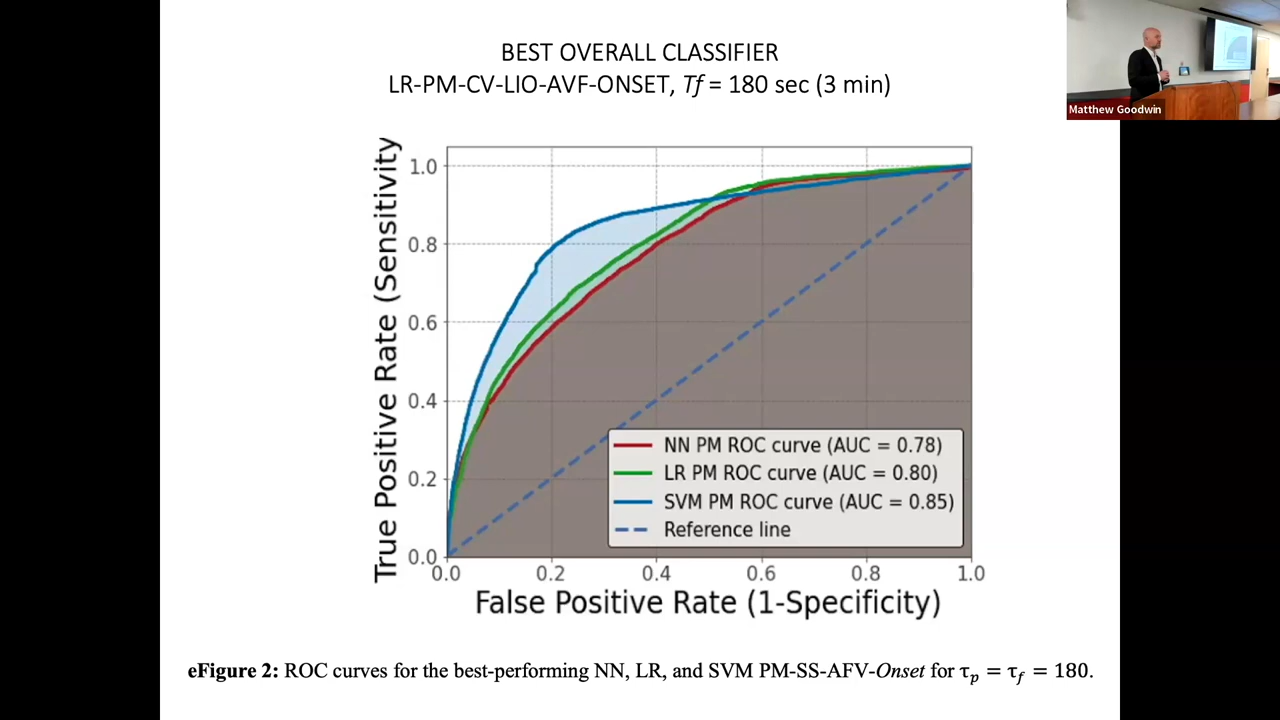 BEST OVERALL CLASSIFIER
LR-PM-CV-LIO-AVF-ONSET, Tf = 180 sec (3 min)
Matthew Goodwin
True Positive Rate (Sensitivity
1.0
0.8
0.6
0.4
0.2
0.0
NN PM ROC curve (AUC = 0.78)
LR PM ROC curve (AUC = 0.80)
SVM PM ROC curve (AUC = 0.85)
Reference line
0.0 0.2 0.4 0.6 0.8 1.0
False Positive Rate (1-Specificity)
eFigure 2: ROC curves for the best-performing NN, LR, and SVM PM-SS-AFV-Onset for τp = τf = 180.